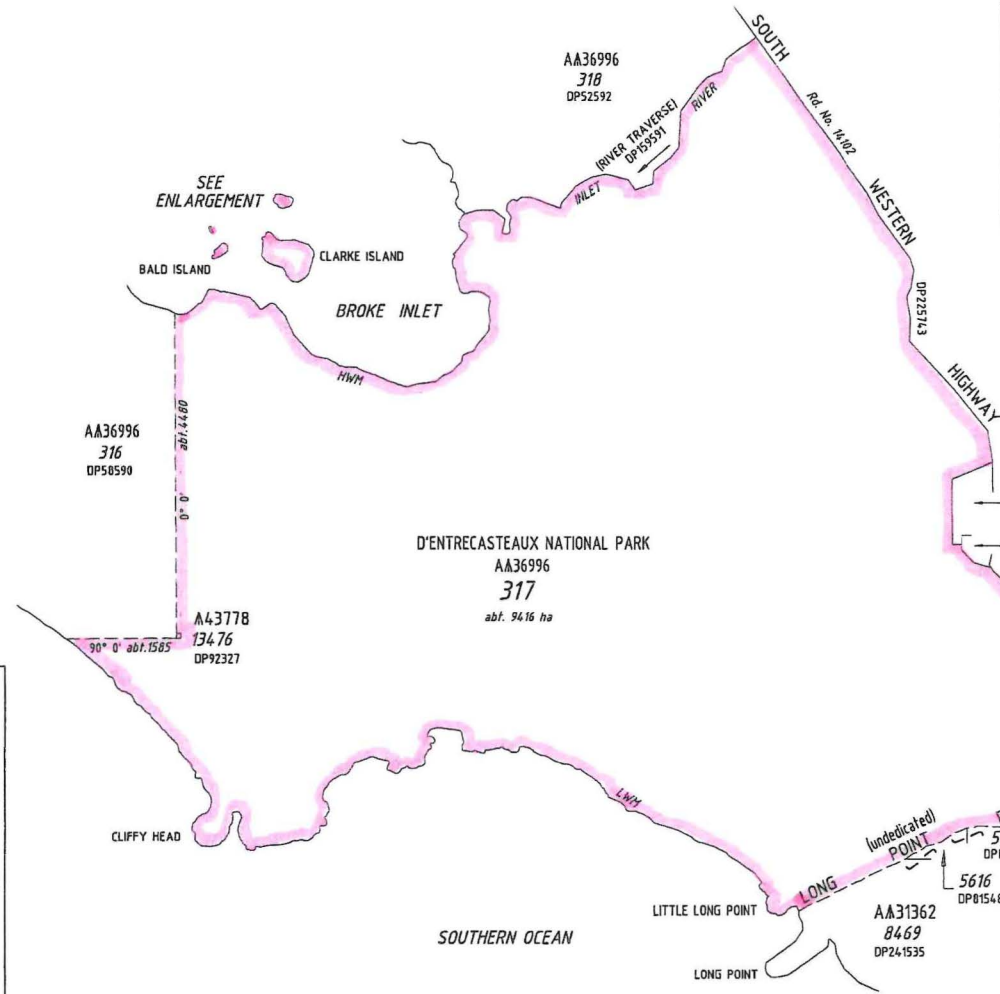 SOUTH
AA36996
318
DP52592
RIVER
Rd. No. 14102
(RIVER TRAVERSE)
DP159591
INLET
SEE
ENLARGEMENT
WESTERN
BALD ISLAND
CLARKE ISLAND
BROKE INLET
DP225743
HWM
HIGHWAY
AA36996
316
DP58590
abt.4480
0° 0'
D'ENTRECASTEAUX NATIONAL PARK
AA36996
317
abt. 9416 ha
A43778
13476
DP92327
90° 0' abt.1585
LWM
CLIFFY HEAD
(undedicated)
LONG POINT
5616
DP81548
LITTLE LONG POINT
AA31362
8469
DP241535
SOUTHERN OCEAN
LONG POINT